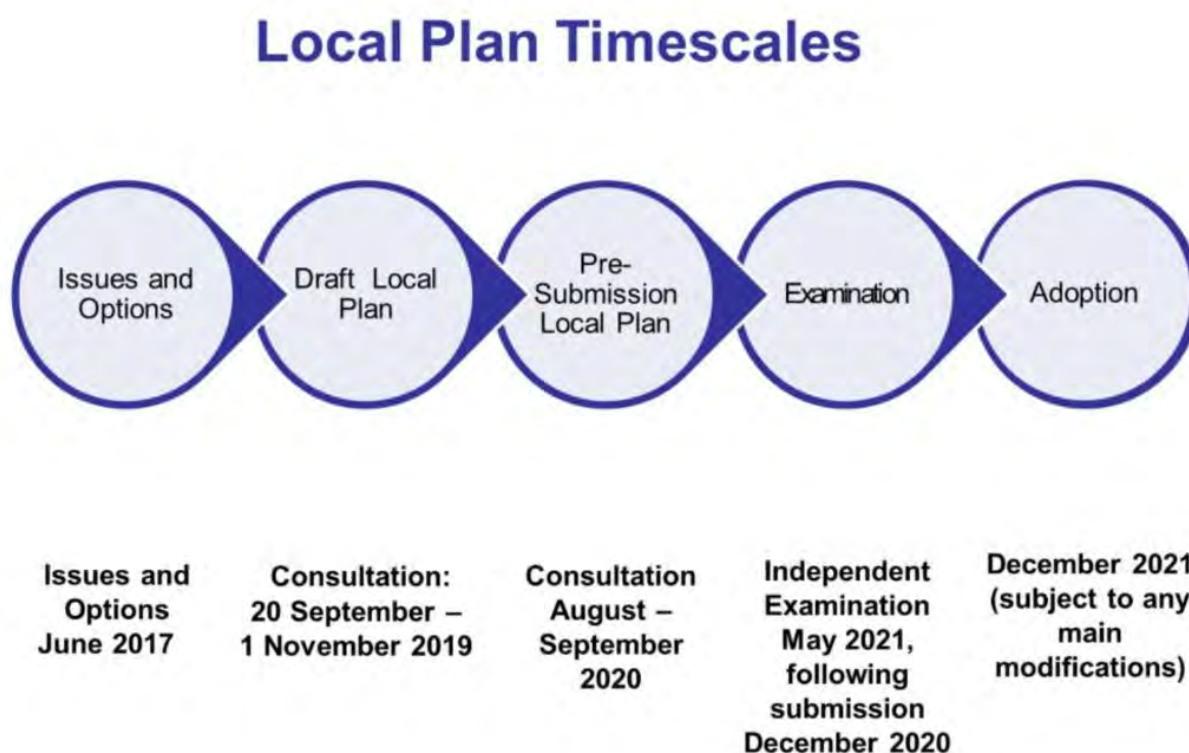 Local Plan Timescales
Issues and
Options
Draft Local
Plan
Pre-
Submission
Local Plan
Examination
Adoption
Issues and
Options
June 2017
Consultation:
20 September –
1 November 2019
Consultation
August –
September
2020
Independent
Examination
May 2021,
following
submission
December 2020
December 2021
(subject to any
main
modifications)